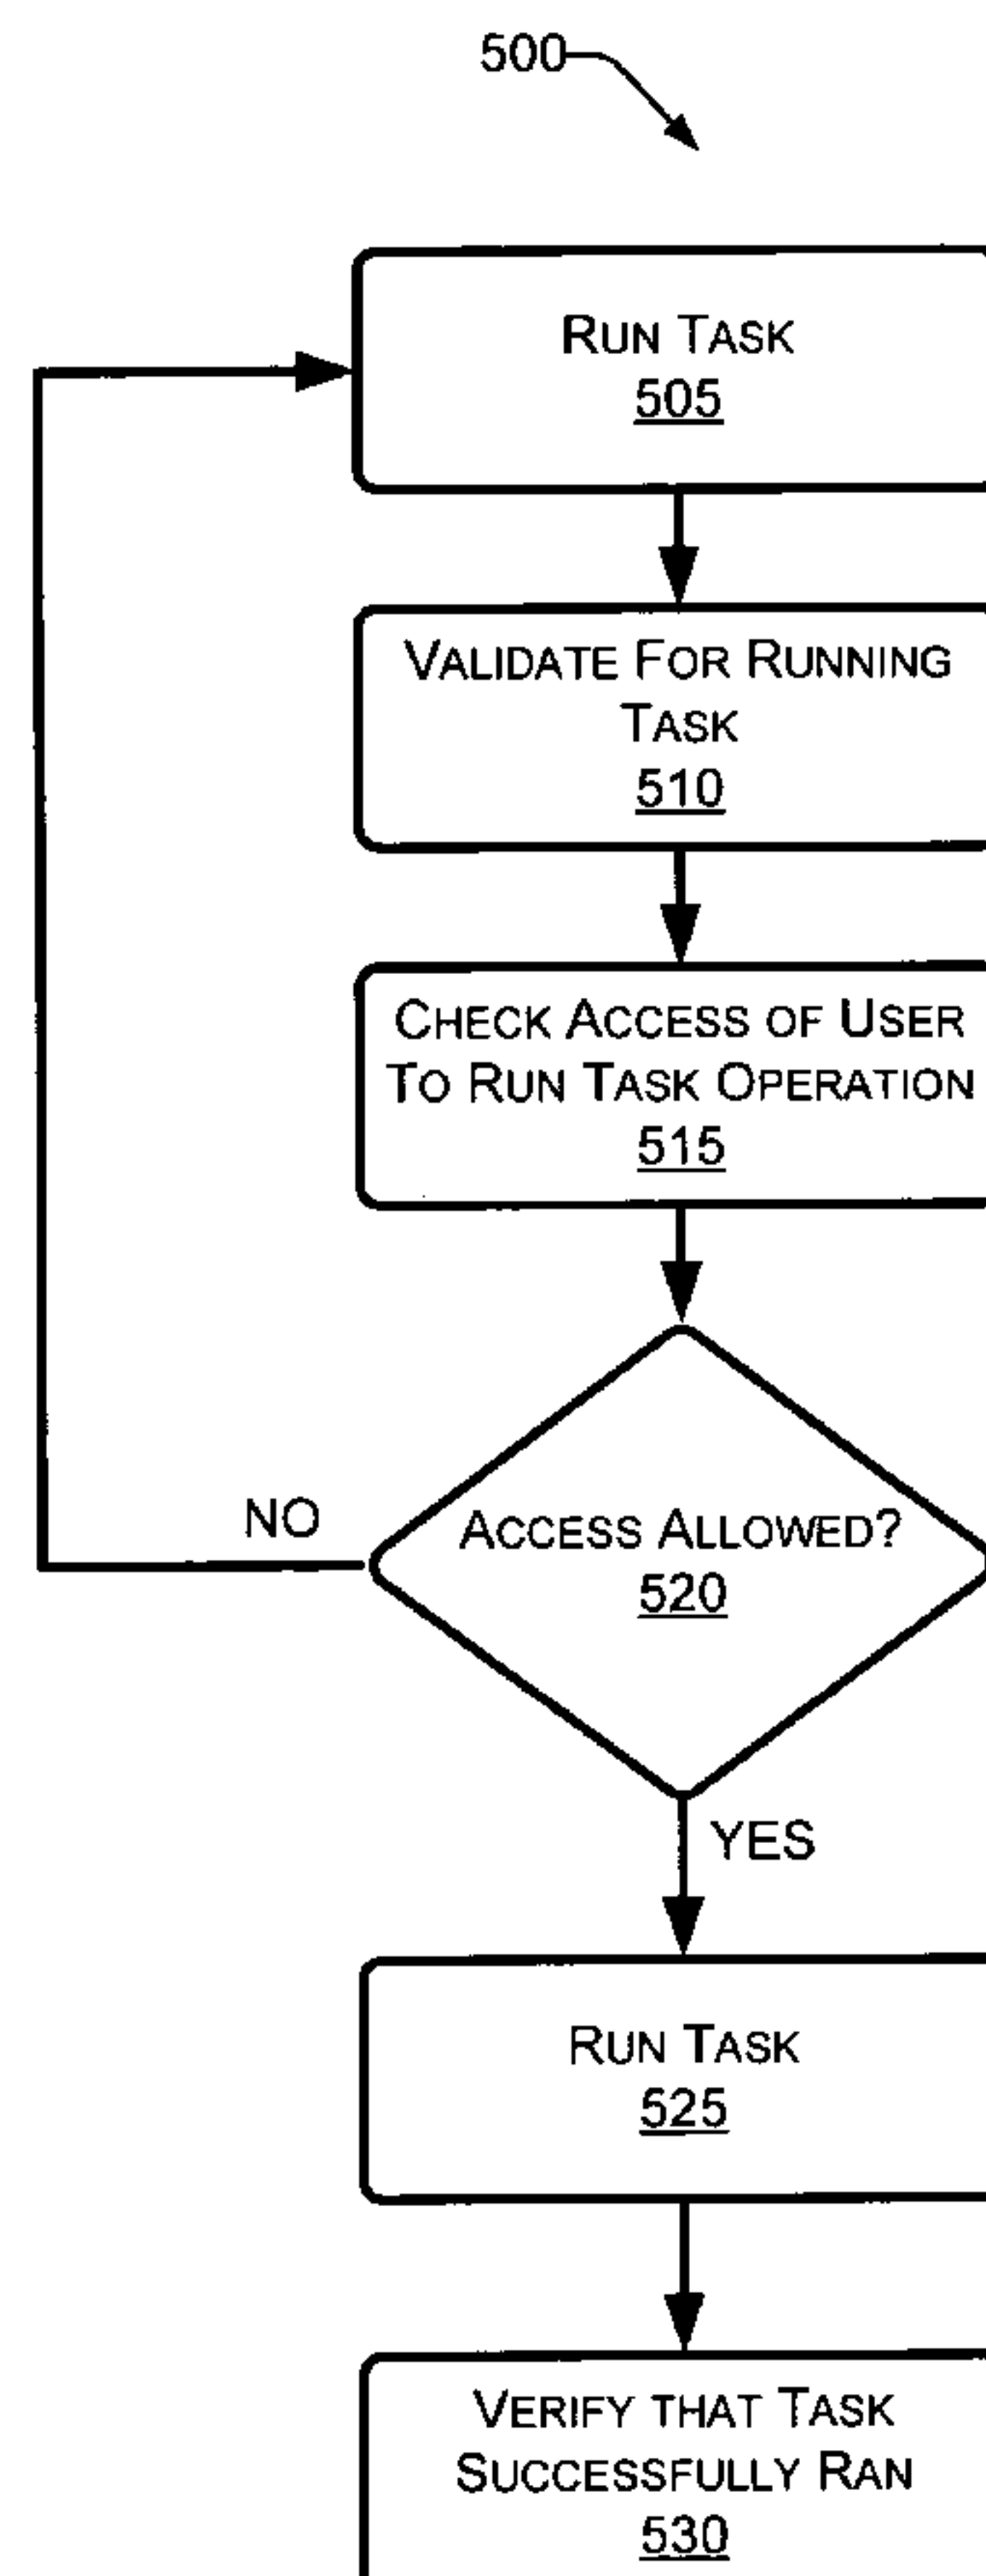 500
RUN TASK
505
VALIDATE FOR RUNNING
TASK
510
CHECK ACCESS OF USER
TO RUN TASK OPERATION
515
ACCESS ALLOWED?
520
NO
YES
RUN TASK
525
VERIFY THAT TASK
SUCCESSFULLY RAN
530